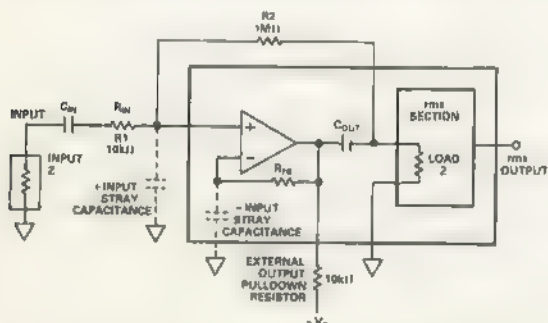 R2
1MΩ
INPUT
CIN
RIN
R1
10kΩ
INPUT
Z
+INPUT
STRAY
CAPACITANCE
+
−
RFB
−INPUT
STRAY
CAPACITANCE
COUT
rms
SECTION
LOAD
Z
rms
OUTPUT
EXTERNAL
OUTPUT
PULLDOWN
RESISTOR
10kΩ